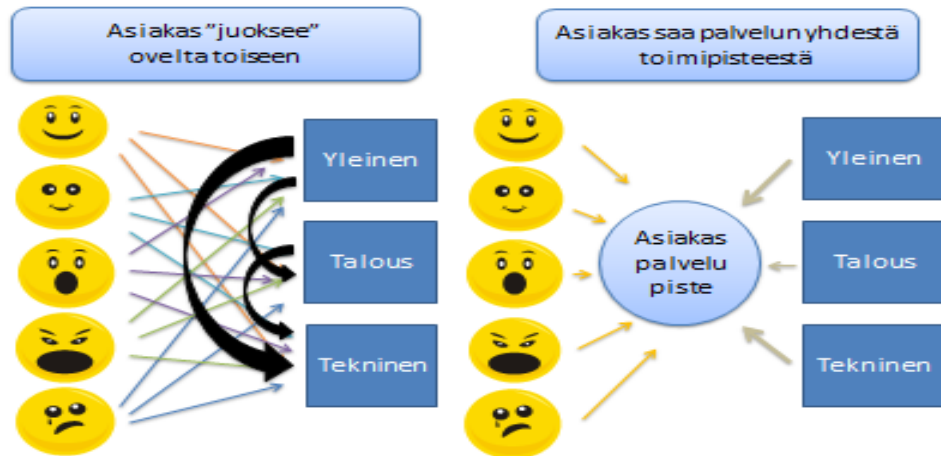 Asiakas "juoksee"
ovelta toiseen
Yleinen
Talous
Tekninen
Asiakas saa palvelun yhdestä
toimipisteestä
Asiakas
palvelu
piste
Yleinen
Talous
Tekninen